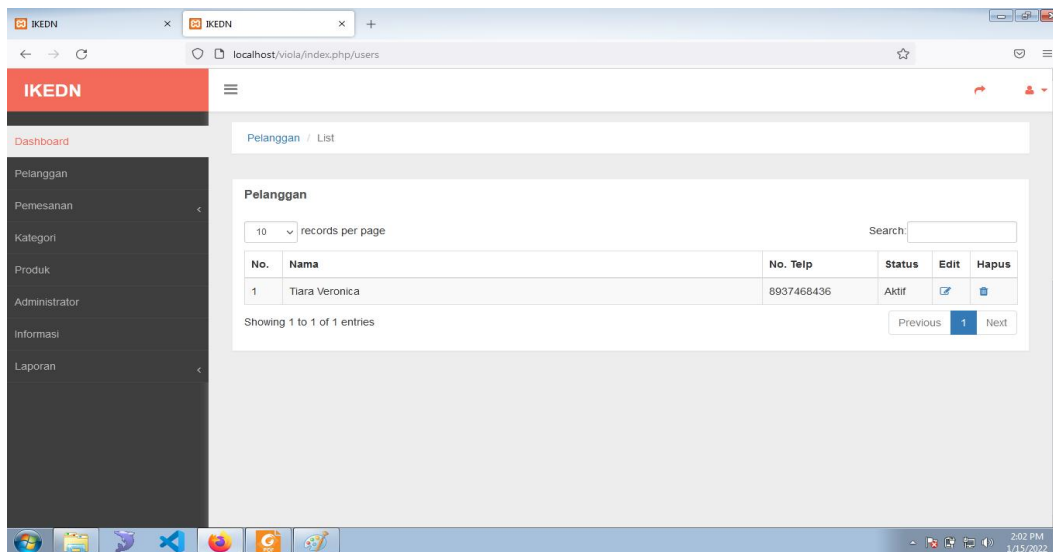 IKEDN
IKEDN
localhost/viola/index.php/users
IKEDN
Dashboard
Pelanggan
Pemesanan
Kategori
Produk
Administrator
Informasi
Laporan
Pelanggan / List
Pelanggan
10 records per page
Search:
No. Nama No. Telp Status Edit Hapus
1 Tiara Veronica 8937468436 Aktif
Showing 1 to 1 of 1 entries
Previous 1 Next
2:02 PM
1/15/2022